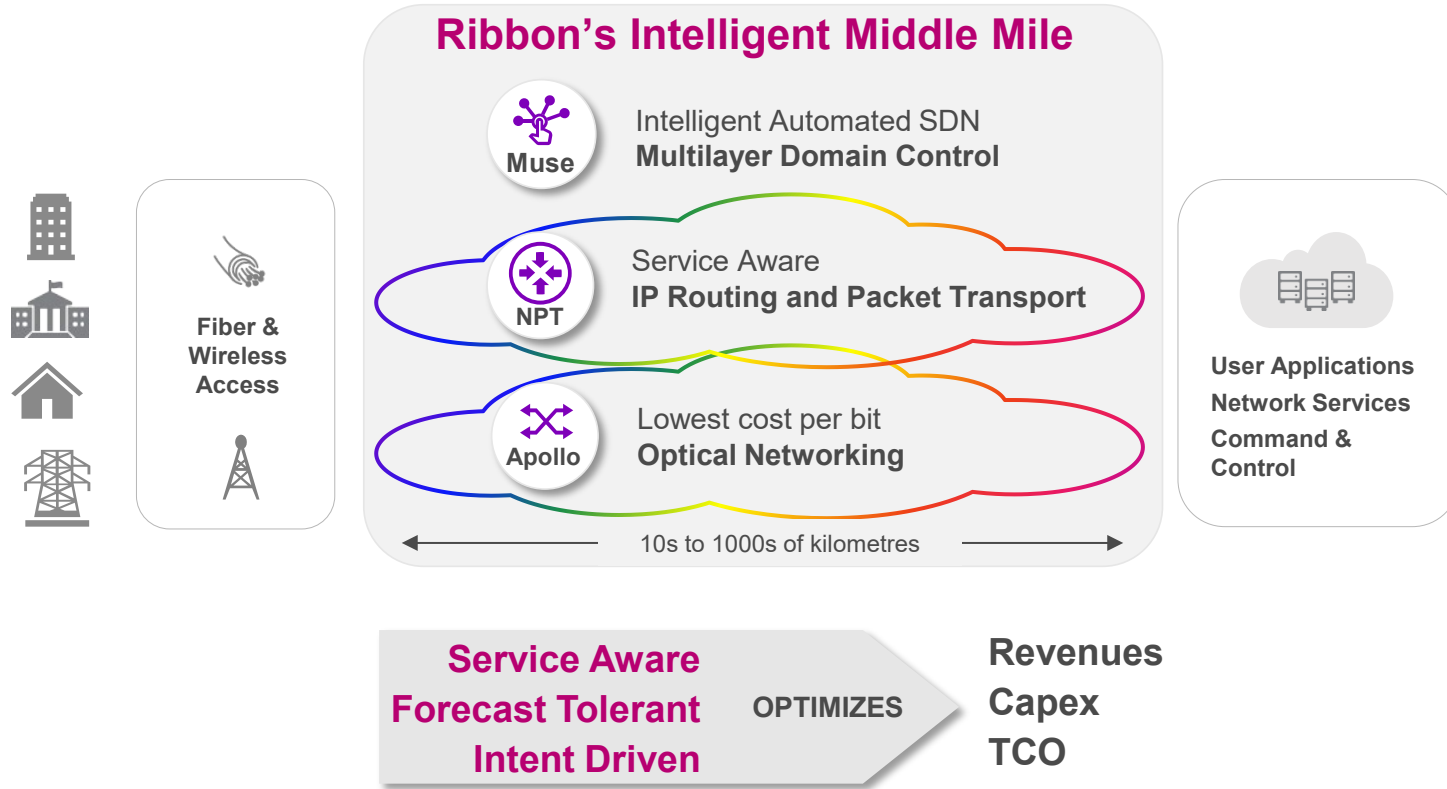 Ribbon's Intelligent Middle Mile
Muse
Intelligent Automated SDN
Multilayer Domain Control
Fiber &
Wireless
Access
NPT
Service Aware
IP Routing and Packet Transport
Apollo
Lowest cost per bit
Optical Networking
10s to 1000s of kilometres
User Applications
Network Services
Command &
Control
Service Aware
Forecast Tolerant
Intent Driven
OPTIMIZES
Revenues
Capex
TCO